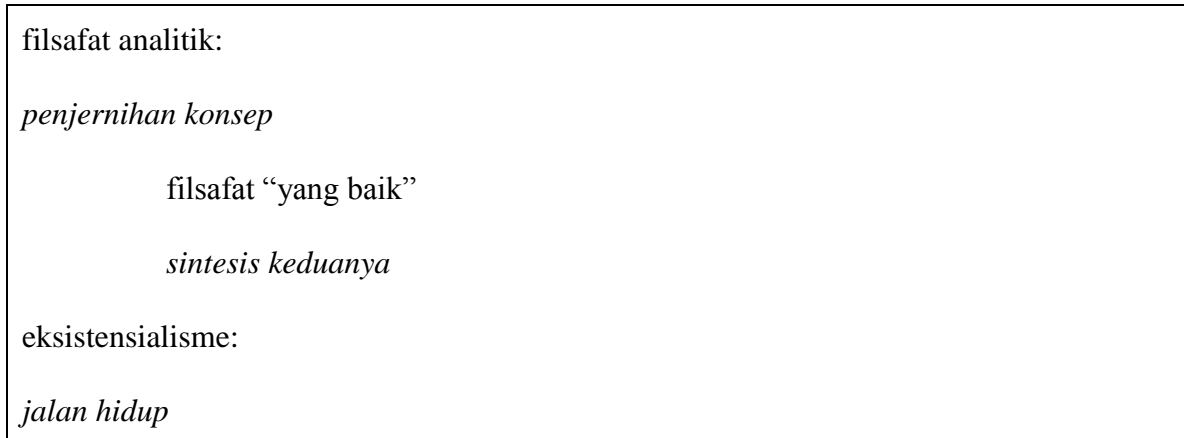 filsafat analitik:
penjernihan konsep
filsafat “yang baik”
sintesis keduanya
eksistensialisme:
jalan hidup